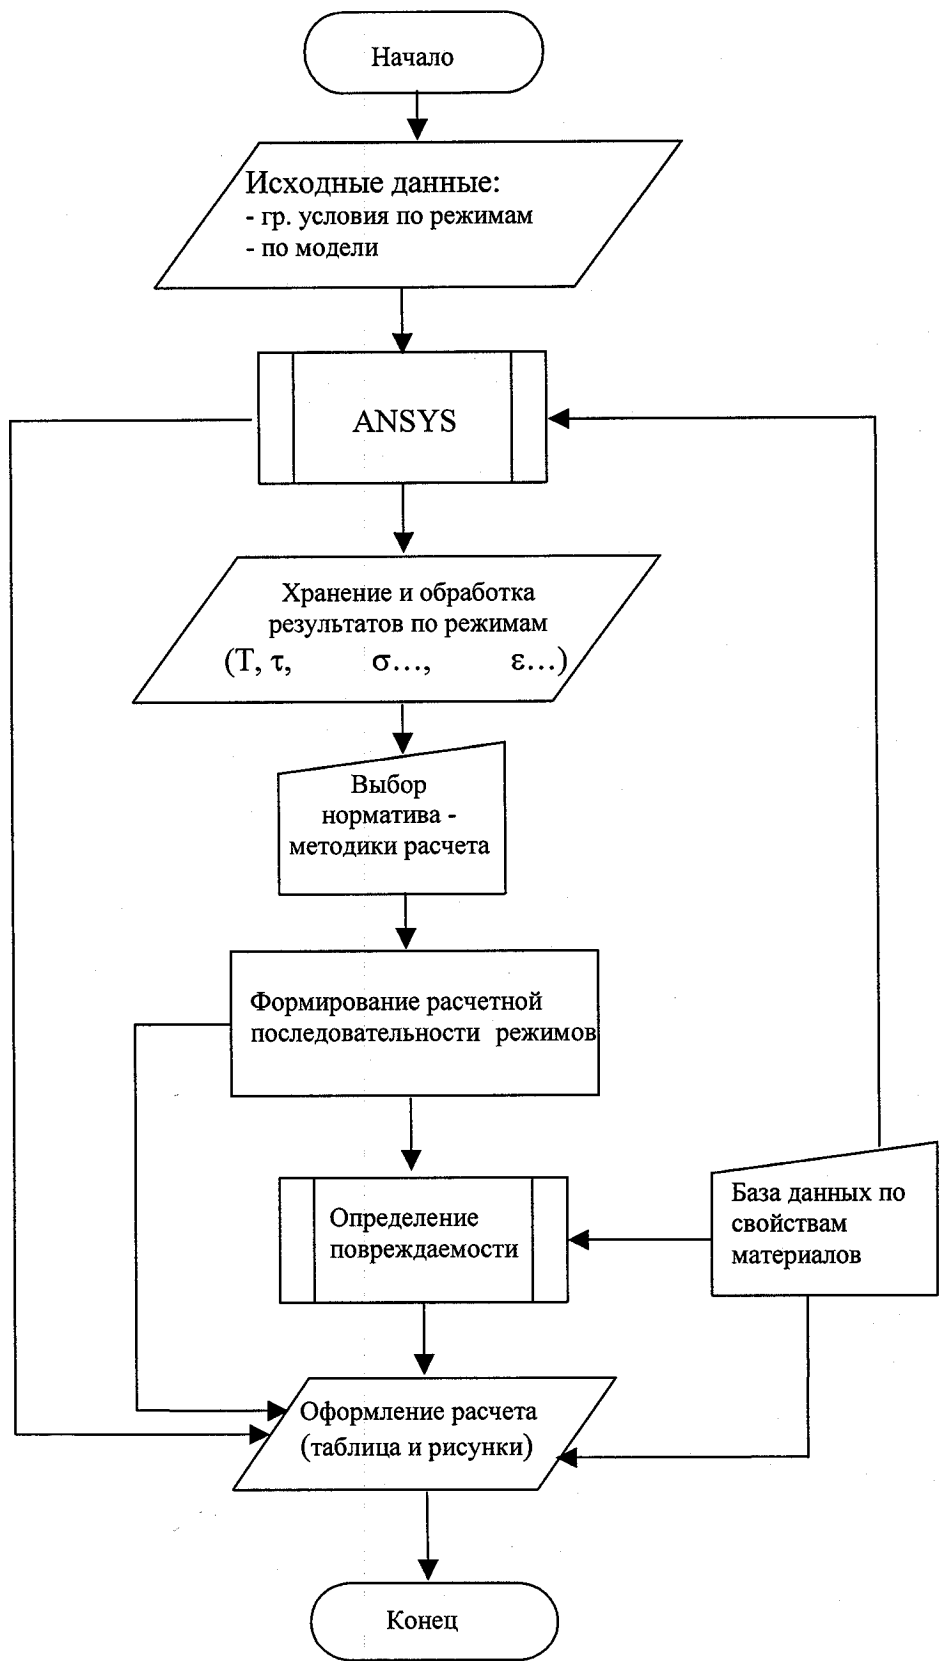 Начало
Исходные данные:
- гр. условия по режимам
- по модели
ANSYS
Хранение и обработка
результатов по режимам
(T, τ, σ…, ε…)
Выбор
норматива -
методики расчета
Формирование расчетной
последовательности режимов
Определение
повреждаемости
База данных по
свойствам
материалов
Оформление расчета
(таблица и рисунки)
Конец